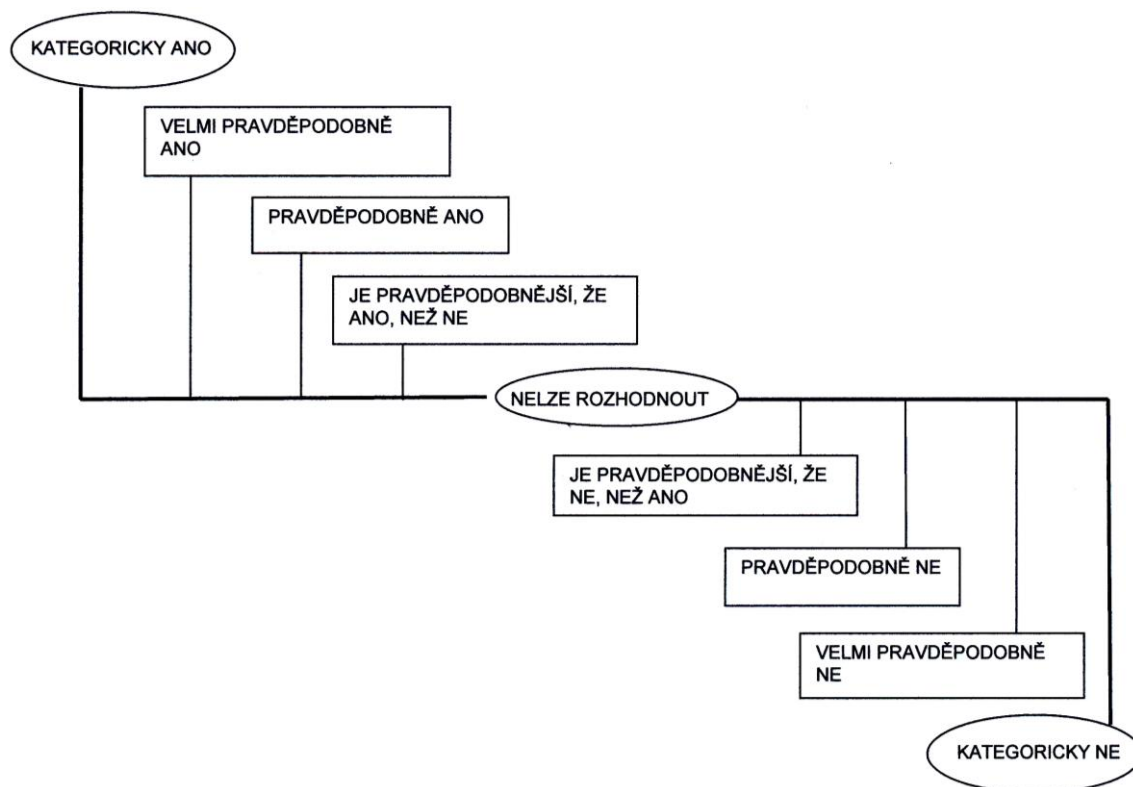 KATEGORICKY ANO
VELMI PRAVDĚPODOBNĚ
ANO
PRAVDĚPODOBNĚ ANO
JE PRAVDĚPODOBNĚJŠÍ, ŽE
ANO, NEŽ NE
NELZE ROZHODNOUT
JE PRAVDĚPODOBNĚJŠÍ, ŽE
NE, NEŽ ANO
PRAVDĚPODOBNĚ NE
VELMI PRAVDĚPODOBNĚ
NE
KATEGORICKY NE